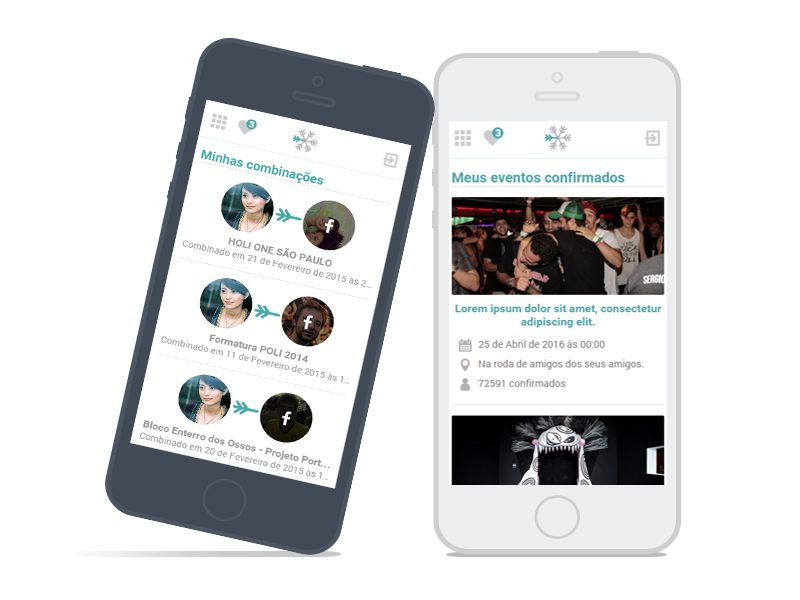 3
Minhas combinações
f
HOLI ONE SÃO PAULO
Combinado em 21 de Fevereiro de 2015 às 2...
f
Formatura POLI 2014
Combinado em 11 de Fevereiro de 2015 às 1...
f
Bloco Enterro dos Ossos - Projeto Port...
Combinado em 20 de Fevereiro de 2015 às 1...
3
Meus eventos confirmados
SERGIO
Lorem ipsum dolor sit amet, consectetur
adipiscing elit.
25 de Abril de 2016 às 00:00
Na roda de amigos dos seus amigos.
72591 confirmados